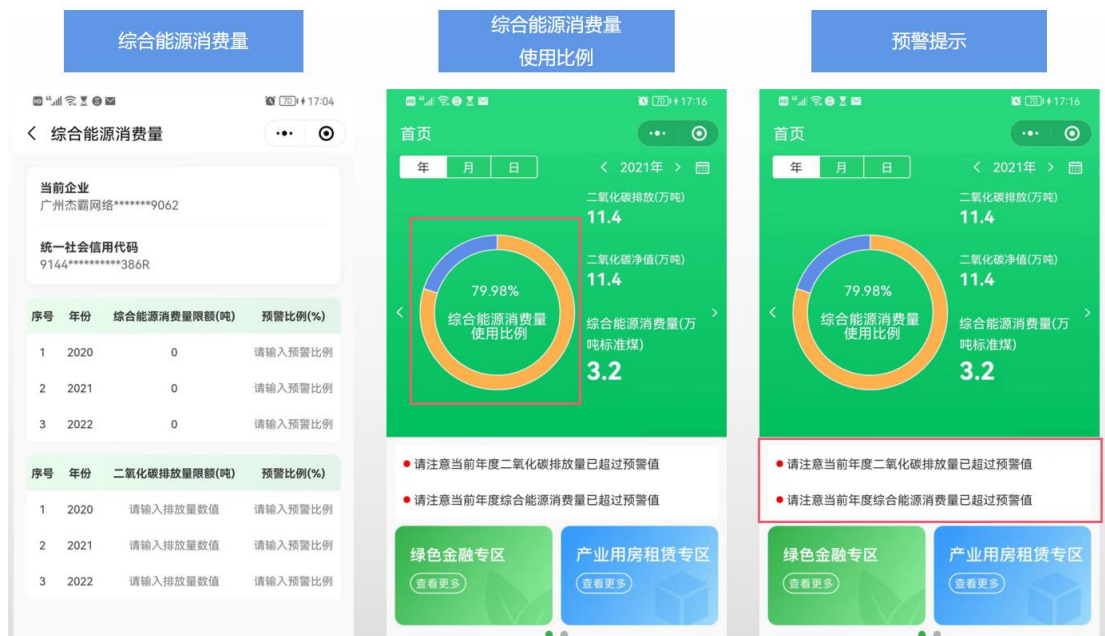 综合能源消费量
17:04
综合能源消费量
当前企业
广州杰霸网络*******9062
统一社会信用代码
9144**********386R
序号 年份 综合能源消费量限额(吨) 预警比例(%)
1 2020 0 请输入预警比例
2 2021 0 请输入预警比例
3 2022 0 请输入预警比例
序号 年份 二氧化碳排放量限额(吨) 预警比例(%)
1 2020 请输入排放量数值 请输入预警比例
2 2021 请输入排放量数值 请输入预警比例
3 2022 请输入排放量数值 请输入预警比例
综合能源消费量
使用比例
70 17:16
首页
年 月 日 2021年
二氧化碳排放(万吨)
11.4
二氧化碳净值(万吨)
11.4
79.98%
综合能源消费量
使用比例
综合能源消费量(万
吨标准煤)
3.2
请注意当前年度二氧化碳排放量已超过预警值
请注意当前年度综合能源消费量已超过预警值
绿色金融专区 产业用房租赁专区
查看更多 查看更多
预警提示
70 17:16
首页
年 月 日 2021年
二氧化碳排放(万吨)
11.4
二氧化碳净值(万吨)
11.4
79.98%
综合能源消费量
使用比例
综合能源消费量(万
吨标准煤)
3.2
请注意当前年度二氧化碳排放量已超过预警值
请注意当前年度综合能源消费量已超过预警值
绿色金融专区 产业用房租赁专区
查看更多 查看更多